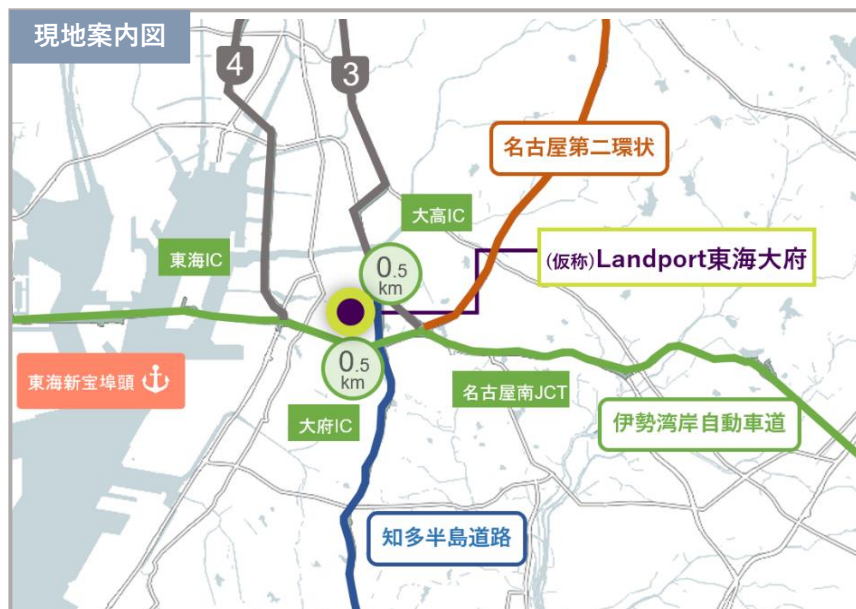 現地案内図
4
3
名古屋第二環状
大高IC
東海IC
(仮称)Landport東海大府
0.5
km
0.5
km
東海新宝埠頭
大府IC
名古屋南JCT
伊勢湾岸自動車道
知多半島道路